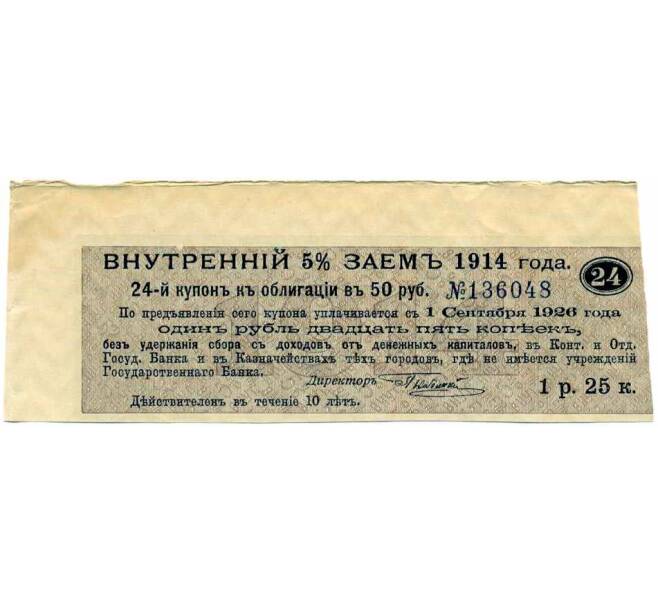 ВНУТРЕННІЙ 5% ЗАЕМЪ 1914 года.
24
24-й купонъ къ облигаціи въ 50 руб. №136048
По предъявленіи сего купона уплачивается съ 1 Сентября 1926 года
одинъ рубль двадцать пять копѣекъ,
безъ удержанія сбора съ доходовъ отъ денежныхъ капиталовъ, въ Конт. и Отд.
Госуд. Банка и въ Казначействахъ тѣхъ городовъ, гдѣ не имѣется учрежденій
Государственнаго Банка.
Директоръ
1 р. 25 к.
Дѣйствителенъ въ теченіе 10 лѣтъ.